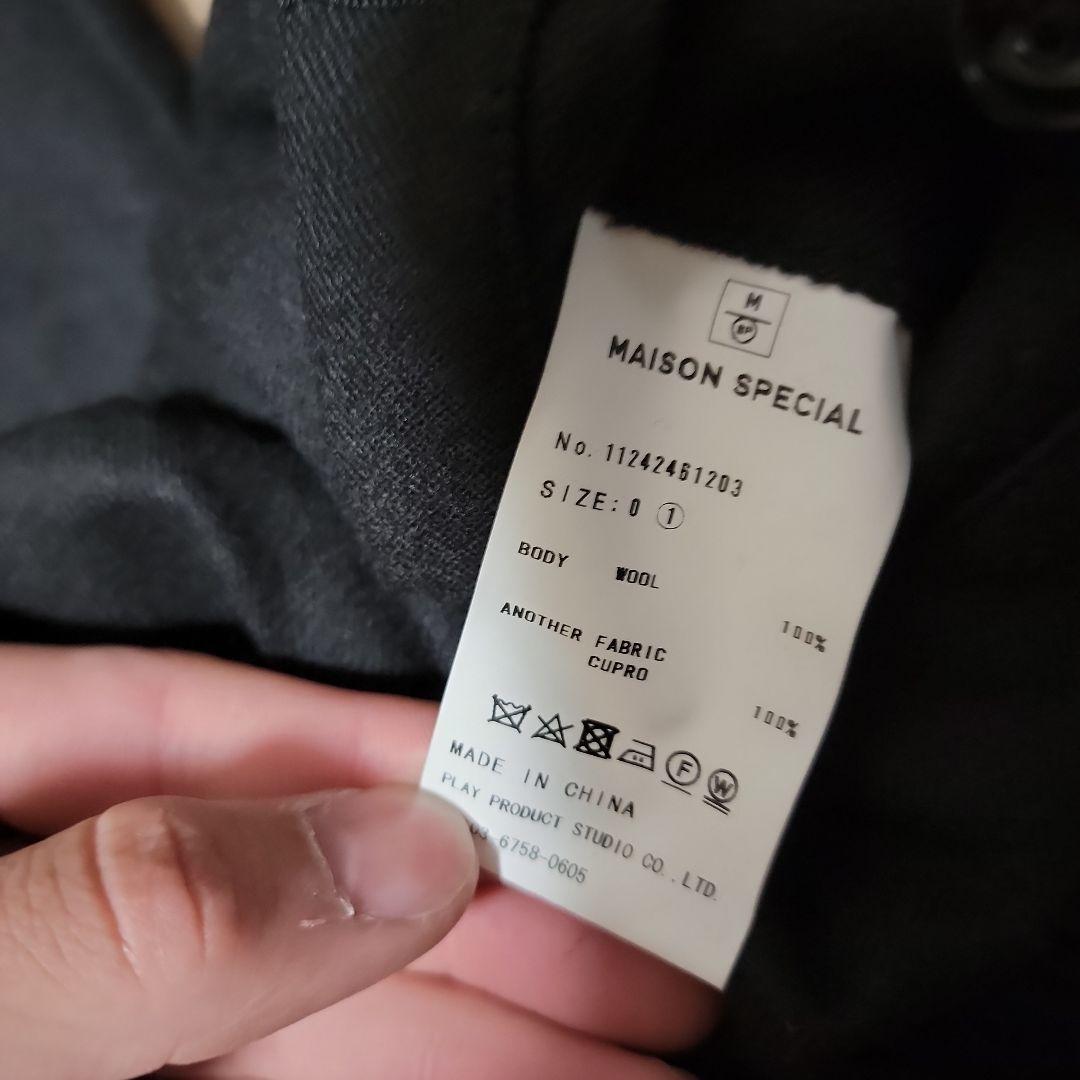 M
BP
MAISON SPECIAL
No. 11242461203
SIZE: 0 ①
BODY WOOL 100%
ANOTHER FABRIC
CUPRO 100%
F W
MADE IN CHINA
PLAY PRODUCT STUDIO CO.,LTD.
03-6758-0605